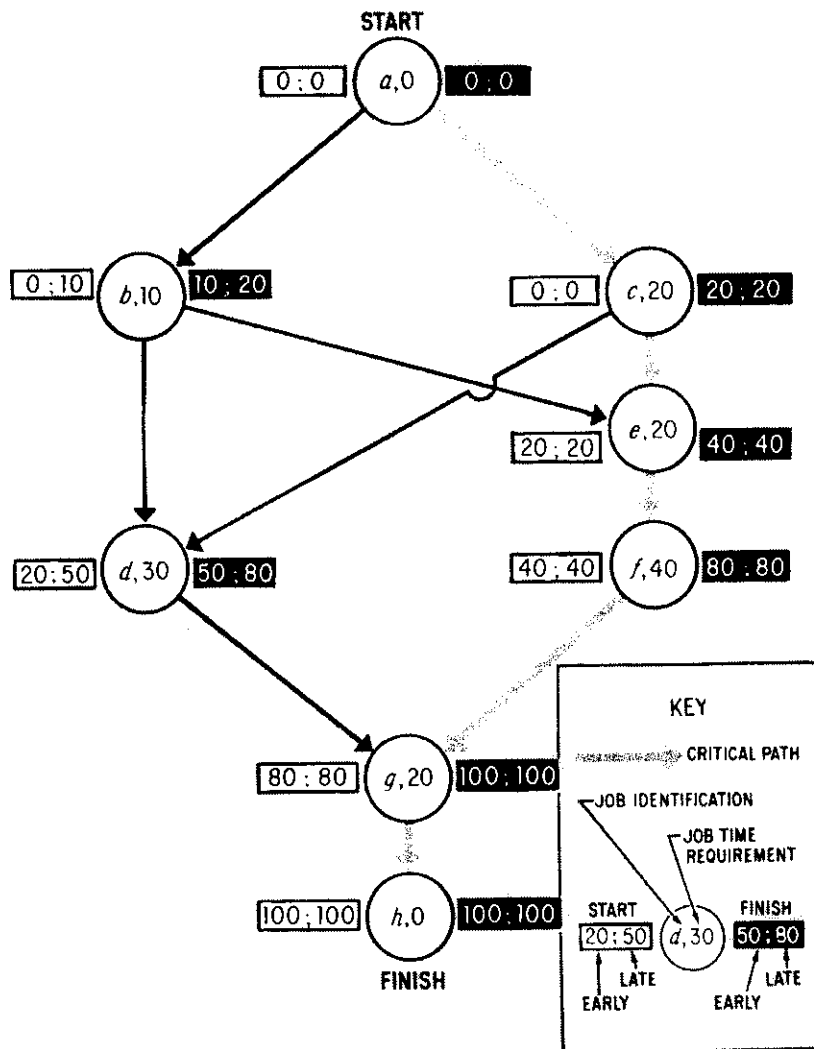 START
0 ; 0 a,0 0 ; 0
0 ; 10 b,10 10 ; 20
0 ; 0 c,20 20 ; 20
20 ; 20 e,20 40 ; 40
20; 50 d,30 50 ; 80
40 ; 40 f,40 80 ; 80
80 ; 80 g,20 100 ; 100
100 ; 100 h,0 100 ; 100
FINISH
KEY
CRITICAL PATH
JOB IDENTIFICATION
JOB TIME
REQUIREMENT
START
FINISH
20; 50 d,30 50 ; 80
LATE
LATE
EARLY
EARLY